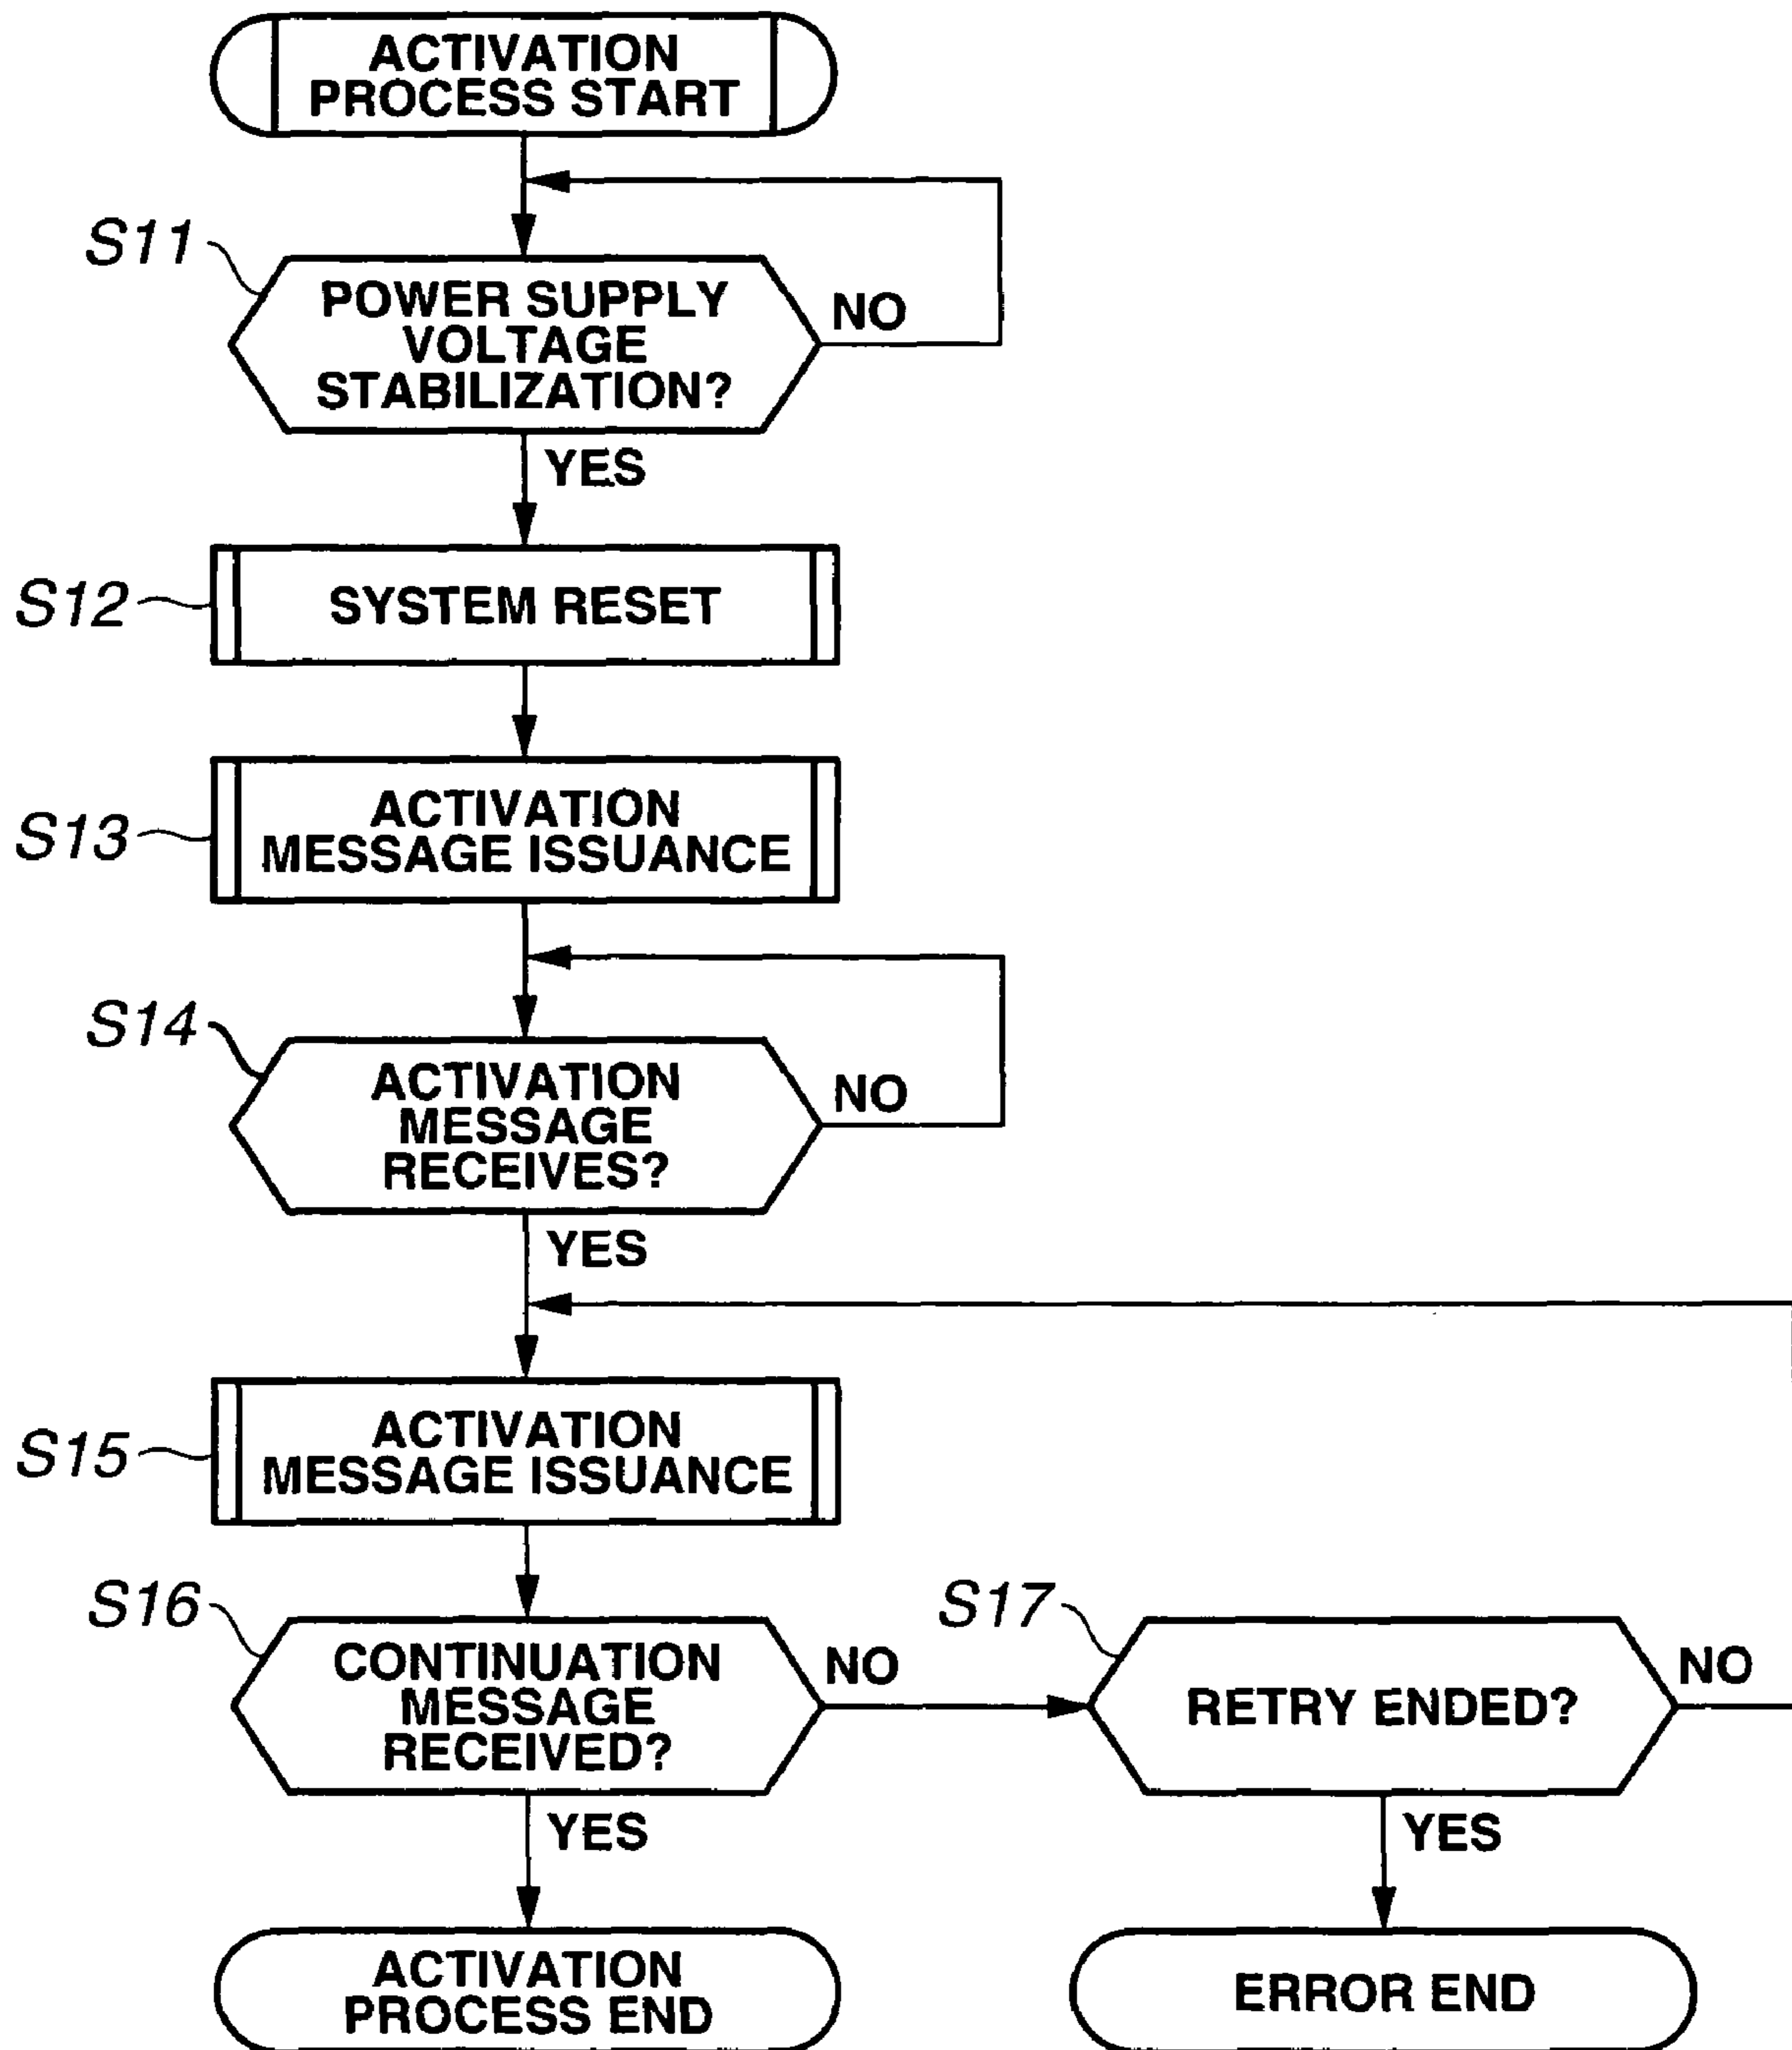 ACTIVATION
PROCESS START
S11
POWER SUPPLY
VOLTAGE
STABILIZATION?
NO
YES
S12
SYSTEM RESET
S13
ACTIVATION
MESSAGE ISSUANCE
S14
ACTIVATION
MESSAGE
RECEIVES?
NO
YES
S15
ACTIVATION
MESSAGE ISSUANCE
S16
CONTINUATION
MESSAGE
RECEIVED?
NO
YES
S17
RETRY ENDED?
NO
YES
ACTIVATION
PROCESS END
ERROR END